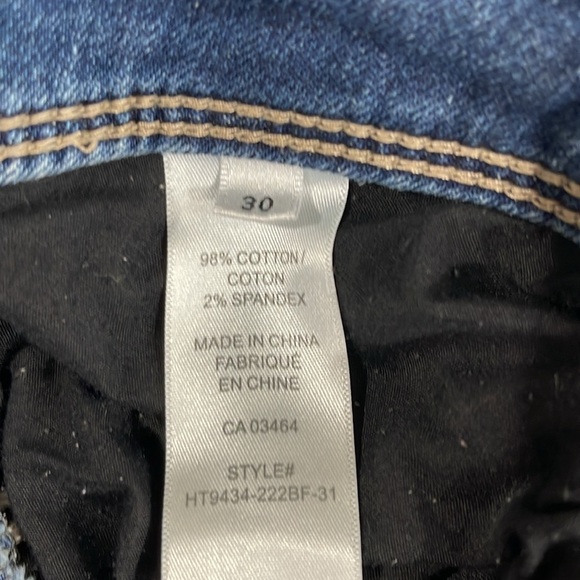 30
98% COTTON/
COTON
2% SPANDEX
MADE IN CHINA
FABRIQUÉ
EN CHINE
CA 03464
STYLE#
HT9434-222BF-31